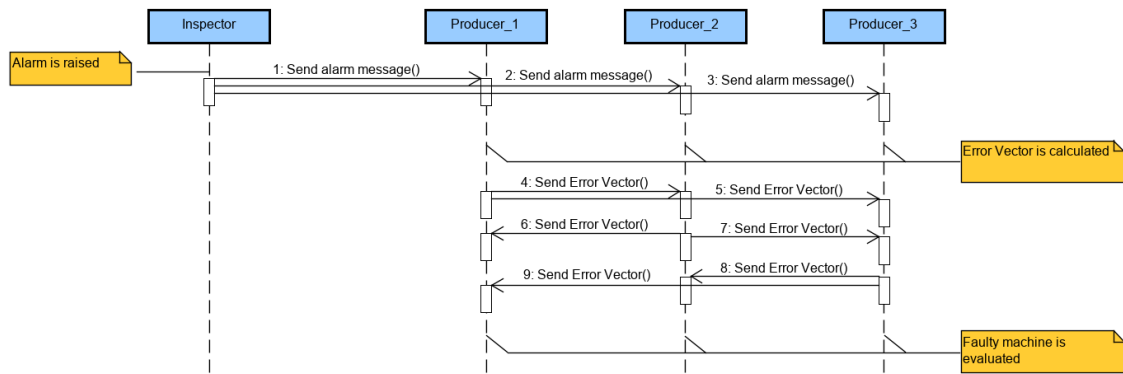 Inspector
Producer_1
Producer_2
Producer_3
Alarm is raised
1: Send alarm message()
2: Send alarm message()
3: Send alarm message()
Error Vector is calculated
4: Send Error Vector()
5: Send Error Vector()
6: Send Error Vector()
7: Send Error Vector()
8: Send Error Vector()
9: Send Error Vector()
Faulty machine is
evaluated